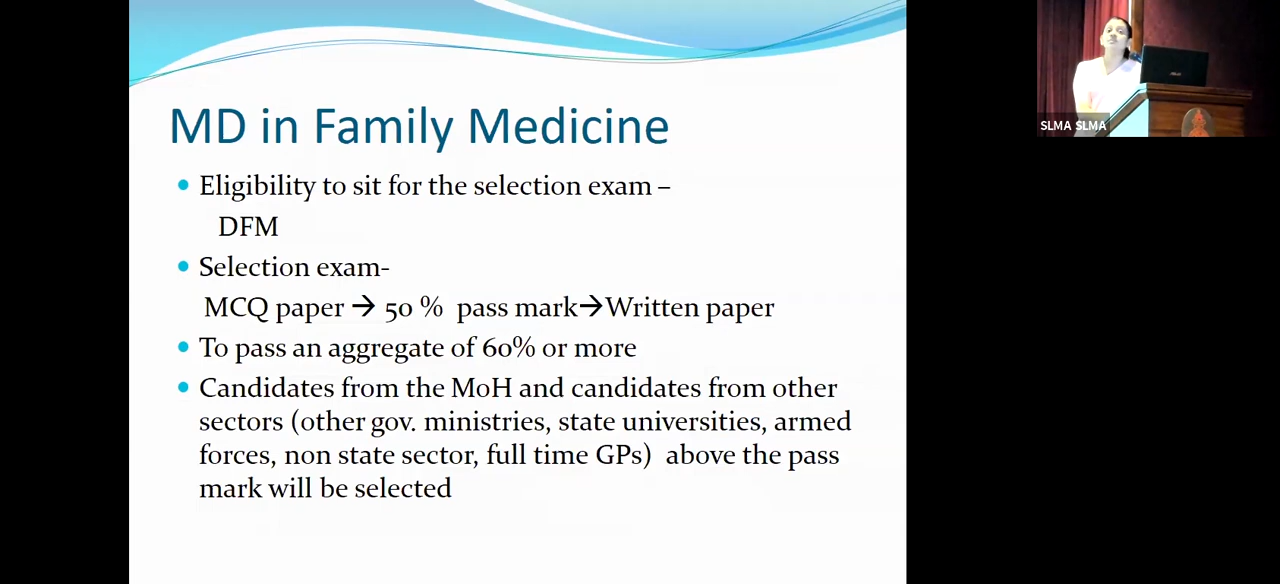 MD in Family Medicine
• Eligibility to sit for the selection exam –
DFM
• Selection exam-
MCQ paper → 50 % pass mark→Written paper
• To pass an aggregate of 60% or more
• Candidates from the MoH and candidates from other
sectors (other gov. ministries, state universities, armed
forces, non state sector, full time GPs) above the pass
mark will be selected
SLMA SLMA